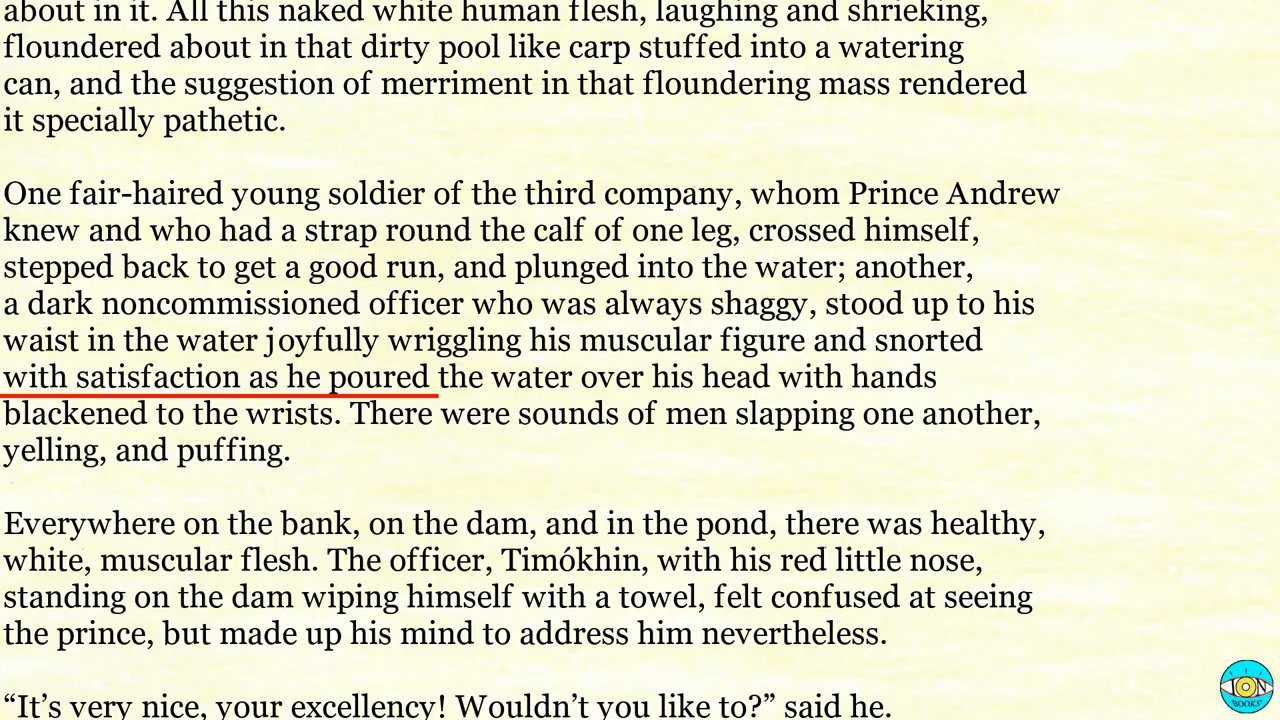 about in it. All this naked white human flesh, laughing and shrieking,
floundered about in that dirty pool like carp stuffed into a watering
can, and the suggestion of merriment in that floundering mass rendered
it specially pathetic.
One fair-haired young soldier of the third company, whom Prince Andrew
knew and who had a strap round the calf of one leg, crossed himself,
stepped back to get a good run, and plunged into the water; another,
a dark noncommissioned officer who was always shaggy, stood up to his
waist in the water joyfully wriggling his muscular figure and snorted
with satisfaction as he poured the water over his head with hands
blackened to the wrists. There were sounds of men slapping one another,
yelling, and puffing.
Everywhere on the bank, on the dam, and in the pond, there was healthy,
white, muscular flesh. The officer, Timókhin, with his red little nose,
standing on the dam wiping himself with a towel, felt confused at seeing
the prince, but made up his mind to address him nevertheless.
“It’s very nice, your excellency! Wouldn’t you like to?” said he.
ION
BOOKS